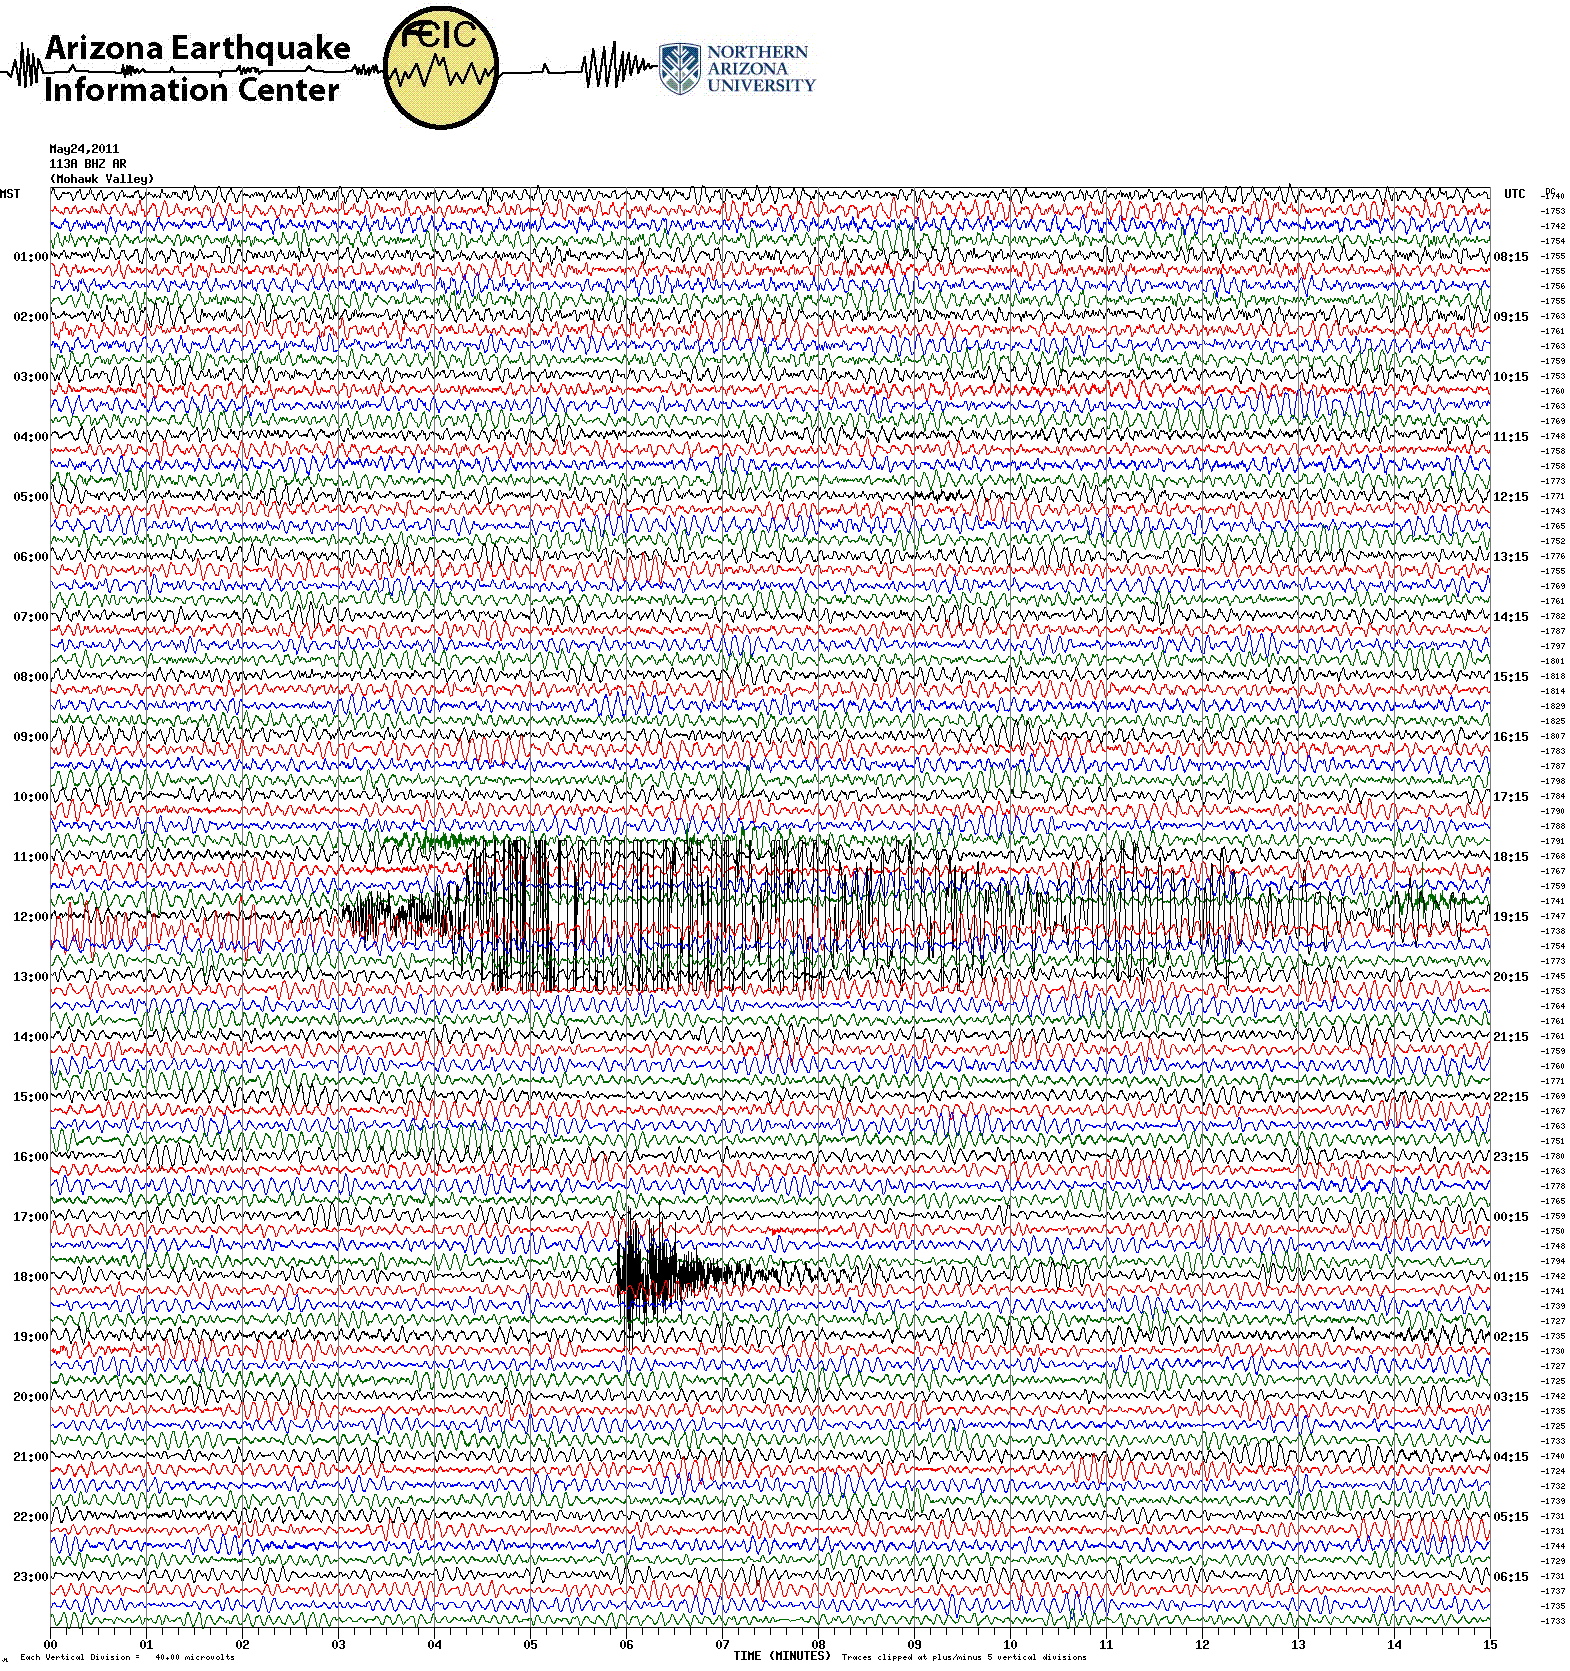 Arizona Earthquake
Information Center
ÆEIC
NORTHERN
ARIZONA
UNIVERSITY
May24,2011
113A BHZ AR
(Mohawk Valley)
MST UTC DC
-1740
-1753
-1742
-1754
01:00 08:15 -1755
-1755
-1756
-1755
02:00 09:15 -1763
-1761
-1763
-1759
03:00 10:15 -1753
-1760
-1763
-1769
04:00 11:15 -1748
-1758
-1758
-1773
05:00 12:15 -1771
-1743
-1765
-1752
06:00 13:15 -1776
-1755
-1769
-1761
07:00 14:15 -1782
-1787
-1797
-1801
08:00 15:15 -1818
-1814
-1829
-1825
09:00 16:15 -1807
-1783
-1787
-1798
10:00 17:15 -1784
-1790
-1788
-1791
11:00 18:15 -1768
-1767
-1759
-1741
12:00 19:15 -1747
-1738
-1754
-1773
13:00 20:15 -1745
-1753
-1764
-1761
14:00 21:15 -1761
-1759
-1760
-1771
15:00 22:15 -1769
-1767
-1763
-1751
16:00 23:15 -1780
-1763
-1778
-1765
17:00 00:15 -1759
-1750
-1748
-1794
18:00 01:15 -1742
-1741
-1739
-1727
19:00 02:15 -1735
-1730
-1727
-1725
20:00 03:15 -1742
-1735
-1725
-1733
21:00 04:15 -1740
-1724
-1732
-1739
22:00 05:15 -1731
-1731
-1744
-1729
23:00 06:15 -1731
-1737
-1735
-1733
00 01 02 03 04 05 06 07 08 09 10 11 12 13 14 15
Each Vertical Division = 40.00 microvolts TIME (MINUTES) Traces clipped at plus/minus 5 vertical divisions